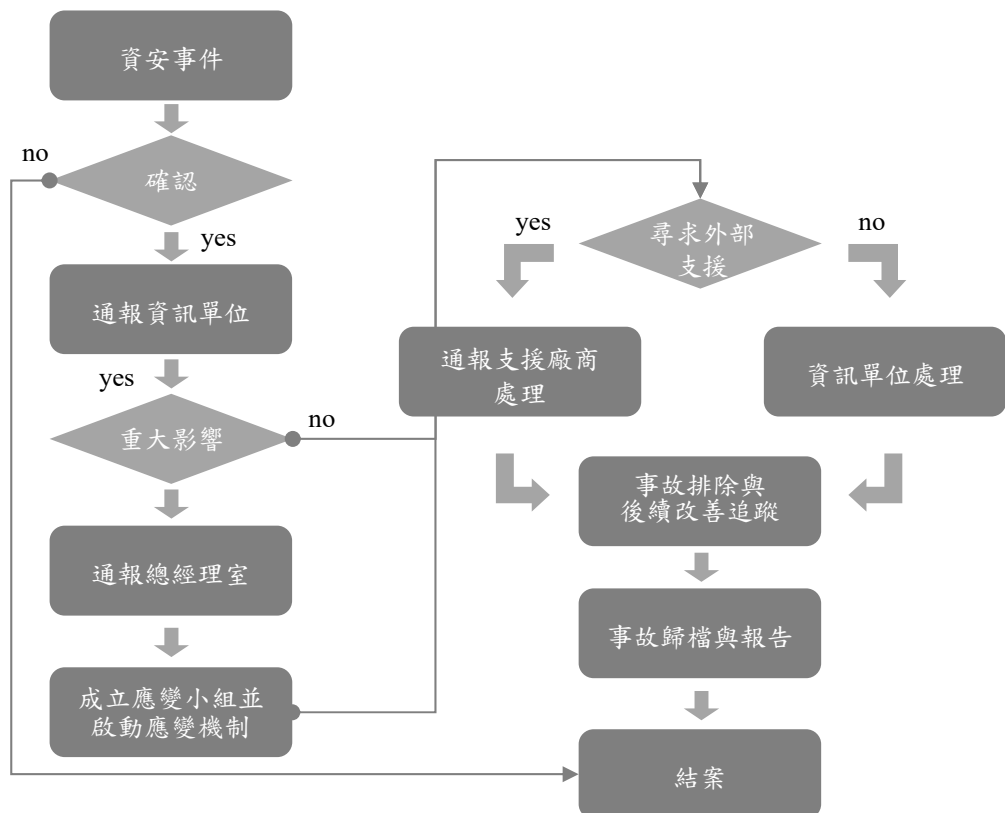 資安事件
no
確認
yes
通報資訊單位
yes
重大影響
no
通報總經理室
成立應變小組並
啟動應變機制
尋求外部
支援
yes
no
通報支援廠商
處理
資訊單位處理
事故排除與
後續改善追蹤
事故歸檔與報告
結案